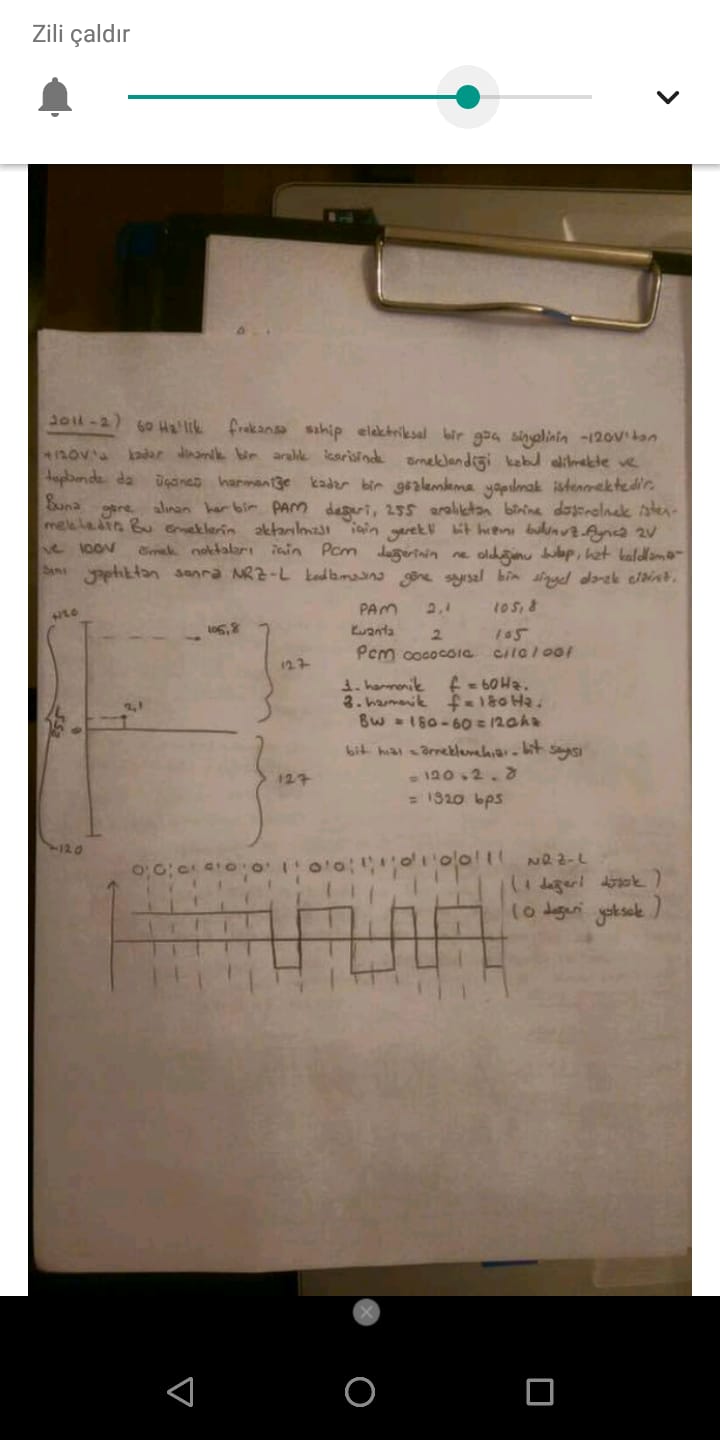 Zili çaldır
2011-2) 60 Hz'lik frekansa sahip elektriksel bir güç sinyalinin -120V'tan
+120V'a kadar dinamik bir aralık içerisinde örneklendiği kabul edilmekte ve
toplamda da üçüncü harmoniğe kadar bir gözlemleme yapılmak istenmektedir.
Buna göre, alınan her bir PAM değeri, 255 aralıktan birine düşürülmek isten-
mektedir. Bu örneklerin aktarılması için gerekli bit hızını bulunuz. Ayrıca 2V
ve 100V örnek noktaları için Pcm değerinin ne olduğunu bulup, hat kodlama-
sını yaptıktan sonra NRZ-L kodlamasına göre sayısal bir sinyal olarak çiziniz.
+120
PAM 2,1 105,8
105,8
Kuanta 2 105
127
Pcm 00000010 01101001
1. harmonik f = 60Hz.
3. harmonik f = 180Hz.
2,1
BW = 180-60 = 120hz
255
0
bit hızı = örneklemehızı . bit sayısı
127
= 120 . 2 . 8
= 1920 bps
-120
0 0 0 0 0 0 1 0 0 1 1 0 1 0 0 1 NRZ-L
(1 değeri düşük)
(0 değeri yüksek)